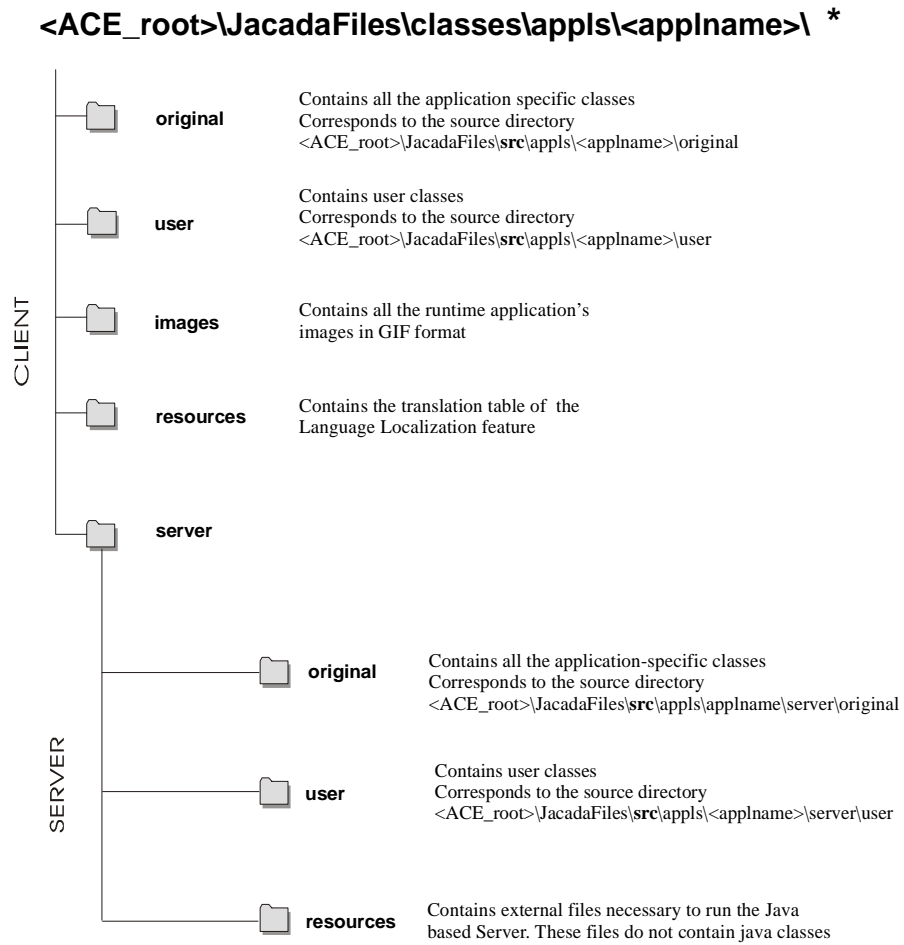 <ACE_root>\JacadaFiles\classes\appls\<applname>\ *
original
Contains all the application specific classes
Corresponds to the source directory
<ACE_root>\JacadaFiles\src\appls\<applname>\original
user
Contains user classes
Corresponds to the source directory
<ACE_root>\JacadaFiles\src\appls\<applname>\user
CLIENT
images
Contains all the runtime application’s
images in GIF format
resources
Contains the translation table of the
Language Localization feature
server
original
Contains all the application-specific classes
Corresponds to the source directory
<ACE_root>\JacadaFiles\src\appls\applname\server\original
SERVER
user
Contains user classes
Corresponds to the source directory
<ACE_root>\JacadaFiles\src\appls\<applname>\server\user
resources
Contains external files necessary to run the Java
based Server. These files do not contain java classes